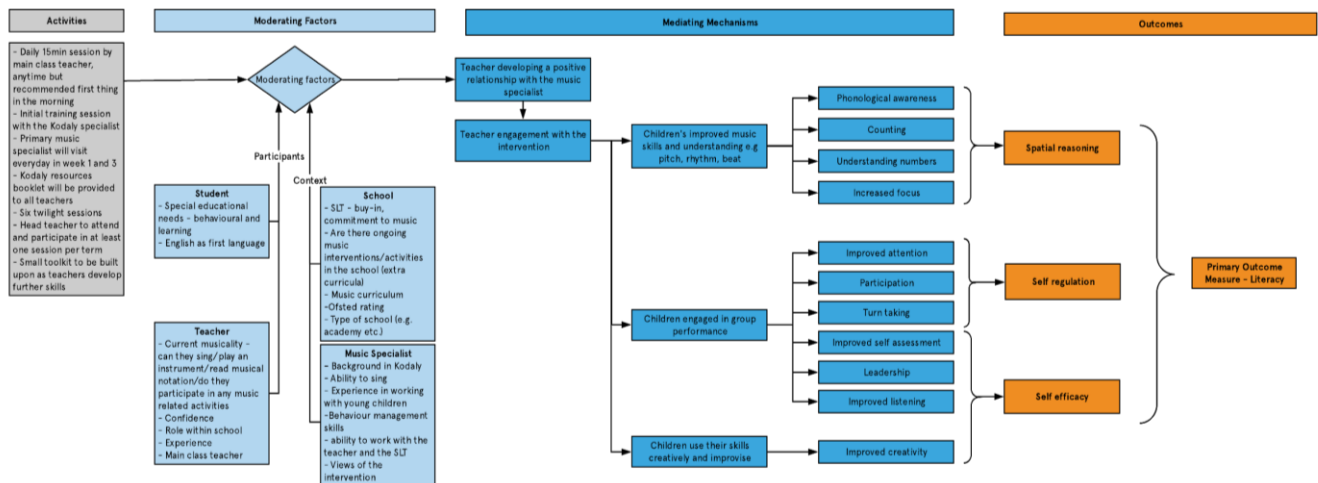 Activities
Moderating Factors
Mediating Mechanisms
Outcomes
- Daily 15min session by
main class teacher,
anytime but
recommended first thing
in the morning
- Initial training session
with the Kodaly specialist
- Primary music
specialist will visit
everyday in week 1 and 3
- Kodaly resources
booklet will be provided
to all teachers
- Six twilight sessions
- Head teacher to attend
and participate in at least
one session per term
- Small toolkit to be built
upon as teachers develop
further skills
Moderating factors
Participants
Context
Student
- Special educational
needs - behavioural and
learning
- English as first language
Teacher
- Current musicality -
can they sing/play an
instrument/read musical
notation/do they
participate in any music
related activities
- Confidence
- Role within school
- Experience
- Main class teacher
School
- SLT - buy-in,
commitment to music
- Are there ongoing
music
interventions/activities
in the school (extra
curricula)
- Music curriculum
-Ofsted rating
- Type of school (e.g.
academy etc.)
Music Specialist
- Background in Kodaly
- Ability to sing
- Experience in working
with young children
-Behaviour management
skills
- ability to work with the
teacher and the SLT
- Views of the
intervention
Teacher developing a positive
relationship with the music
specialist
Teacher engagement with the
intervention
Children's improved music
skills and understanding e.g
pitch, rhythm, beat
Children engaged in group
performance
Children use their skills
creatively and improvise
Phonological awareness
Counting
Understanding numbers
Increased focus
Improved attention
Participation
Turn taking
Improved self assessment
Leadership
Improved listening
Improved creativity
Spatial reasoning
Self regulation
Self efficacy
Primary Outcome
Measure - Literacy